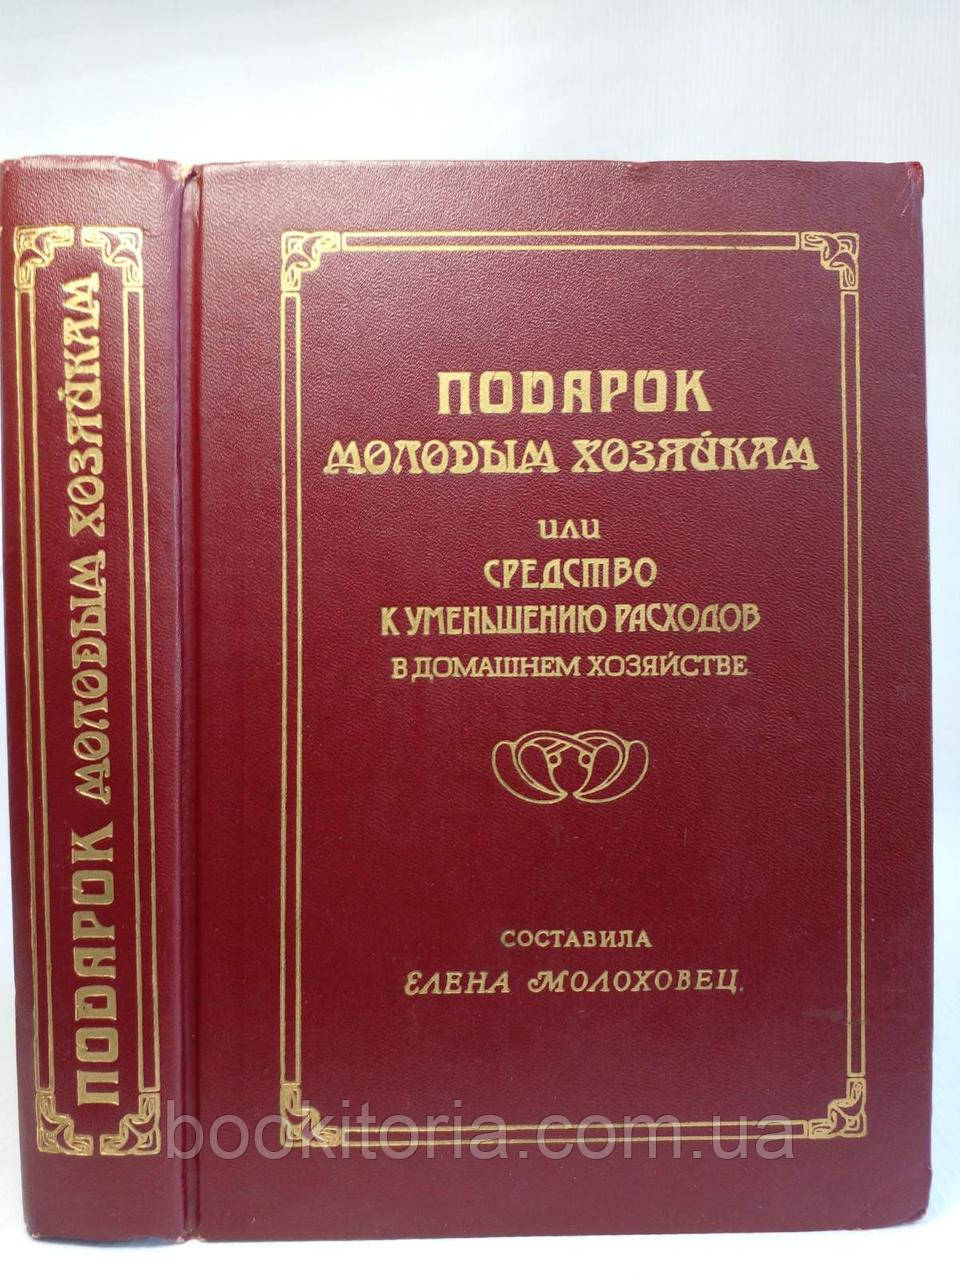 ПОДАРОК МОЛОДЫМ ХОЗЯЙКАМ
ПОДАРОК
МОЛОДЫМ ХОЗЯЙКАМ
или
СРЕДСТВО
К УМЕНЬШЕНИЮ РАСХОДОВ
В ДОМАШНЕМ ХОЗЯЙСТВЕ
СОСТАВИЛА
ЕЛЕНА МОЛОХОВЕЦ.
bookitoria.com.ua